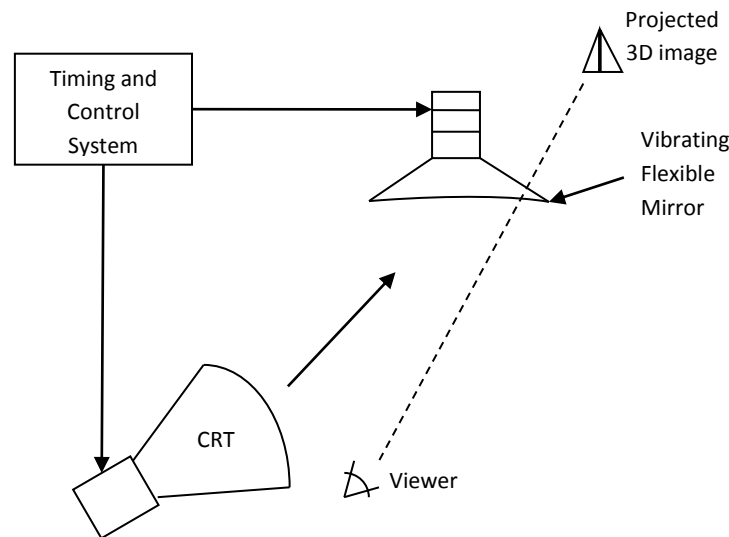 Projected
3D image
Timing and
Control
System
Vibrating
Flexible
Mirror
CRT
Viewer